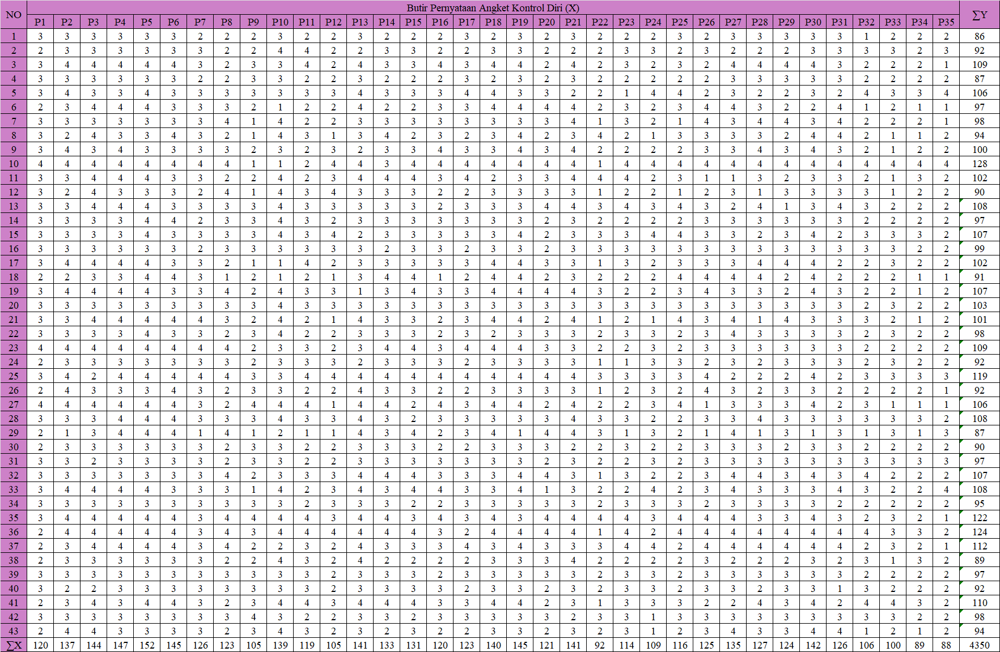 NO Butir Pernyataan Angket Kontrol Diri (X) ∑Y
P1 P2 P3 P4 P5 P6 P7 P8 P9 P10 P11 P12 P13 P14 P15 P16 P17 P18 P19 P20 P21 P22 P23 P24 P25 P26 P27 P28 P29 P30 P31 P32 P33 P34 P35
1 3 3 3 3 3 3 2 2 2 3 2 2 3 2 2 2 3 2 3 2 3 2 2 2 3 2 3 3 3 3 3 1 2 2 2 86
2 2 3 3 3 3 3 3 2 2 4 4 2 2 3 3 2 2 3 3 2 2 2 3 3 2 3 2 2 2 3 3 3 3 2 3 92
3 3 4 4 4 4 4 3 2 3 3 4 2 4 3 3 4 3 4 4 2 4 2 3 2 3 2 4 4 4 4 3 2 2 2 1 109
4 3 3 3 3 3 3 2 2 3 3 2 2 3 2 2 2 3 2 3 2 3 2 2 2 2 2 3 3 3 3 3 2 2 2 2 87
5 3 4 3 3 4 3 3 3 3 3 3 3 4 3 3 3 4 4 3 3 2 2 1 4 4 2 3 2 2 3 2 4 3 3 4 106
6 2 3 4 4 4 3 3 3 2 1 2 2 4 2 2 3 3 4 4 4 4 2 3 2 3 4 4 3 2 2 4 1 2 1 1 97
7 3 3 3 3 3 3 3 4 1 4 2 2 3 3 3 3 3 3 3 3 4 1 3 2 1 4 3 4 4 3 4 2 2 2 1 98
8 3 2 4 3 3 4 3 2 1 4 3 1 3 4 2 3 2 3 4 2 3 4 2 1 3 3 3 3 2 4 4 2 1 1 2 94
9 3 4 3 4 3 3 3 3 2 3 2 3 2 3 3 4 3 3 4 3 4 2 2 2 2 3 3 4 3 4 3 2 1 2 2 100
10 4 4 4 4 4 4 4 4 1 1 2 4 4 3 4 4 4 4 4 4 4 1 4 4 4 4 4 4 4 4 4 4 4 4 4 128
11 3 3 4 4 4 3 3 2 2 4 2 3 4 4 4 3 4 2 3 3 4 4 4 2 3 1 1 3 2 3 3 2 1 3 2 102
12 3 2 4 3 3 3 2 4 1 4 3 4 3 3 3 2 2 3 3 3 3 1 2 2 1 2 3 1 3 3 3 3 1 2 2 90
13 3 3 4 4 4 3 3 3 3 4 3 3 3 3 3 2 3 3 3 4 4 3 4 3 4 3 2 4 1 3 4 3 2 2 2 108
14 3 3 3 3 4 4 2 3 3 4 3 2 3 3 3 3 3 3 3 2 3 2 2 2 2 3 3 3 3 3 3 2 2 2 2 97
15 3 3 3 3 4 3 3 3 3 4 3 4 2 3 3 3 3 3 4 2 3 3 3 4 4 3 3 2 3 4 2 3 3 3 2 107
16 3 3 3 3 3 3 2 3 3 3 3 3 3 2 3 3 2 3 3 2 3 3 3 3 3 3 3 3 3 3 3 3 3 2 2 99
17 3 4 4 4 4 3 3 2 1 1 4 2 3 3 3 3 3 4 4 3 3 1 3 2 3 3 3 4 4 4 2 2 3 2 2 102
18 2 2 3 3 4 4 3 1 2 1 2 1 3 4 4 1 2 4 4 2 3 2 2 2 4 4 4 4 2 4 2 2 2 1 1 91
19 3 4 4 4 4 3 3 4 2 4 3 3 1 3 4 3 3 4 4 4 4 3 2 2 3 4 3 3 2 4 3 2 2 1 2 107
20 3 3 3 3 3 3 3 3 3 4 3 3 3 3 3 3 3 3 3 3 3 3 3 3 3 3 3 3 3 3 3 2 3 2 2 103
21 3 3 4 4 4 4 4 3 2 4 2 1 4 3 3 2 3 4 4 2 4 1 2 1 4 3 4 1 4 3 3 3 2 1 2 101
22 3 3 3 3 4 3 3 2 3 4 2 2 3 3 3 2 3 2 3 3 3 2 3 3 2 3 4 3 3 3 3 2 3 2 2 98
23 4 4 4 4 4 4 4 4 2 3 3 2 3 4 4 3 4 4 4 3 3 2 2 3 2 3 3 3 3 3 3 2 2 2 2 109
24 2 3 3 3 3 3 3 3 2 3 3 3 2 3 3 3 2 3 3 3 3 1 1 3 3 2 3 2 3 3 3 2 3 2 2 92
25 3 4 2 4 4 4 4 4 3 3 4 4 4 4 4 4 4 4 4 4 4 3 3 3 3 4 2 2 2 4 2 3 3 3 3 119
26 2 4 3 3 3 4 3 2 3 3 2 2 4 3 3 2 2 3 3 3 3 1 2 3 2 4 3 2 3 3 2 2 2 2 1 92
27 4 4 4 4 4 4 3 2 4 4 4 1 4 4 2 4 3 4 4 2 4 2 2 3 4 1 3 3 3 4 2 3 1 1 1 106
28 3 3 3 4 4 4 3 3 3 4 3 3 4 3 2 3 3 3 3 3 4 3 3 2 2 3 3 4 3 3 3 3 3 3 2 108
29 2 1 3 4 4 4 1 4 1 2 1 1 4 3 4 2 3 4 1 4 4 3 1 3 2 1 4 1 3 1 3 1 3 1 3 87
30 2 3 3 3 3 3 3 2 3 3 2 2 3 3 3 2 2 3 3 3 2 2 3 2 2 3 3 3 2 3 3 2 2 2 2 90
31 3 3 2 3 3 3 3 2 3 3 2 2 3 3 3 3 3 3 3 2 3 2 2 3 2 3 3 3 3 3 3 3 3 3 3 97
32 3 3 3 3 3 3 3 4 2 3 3 3 4 4 4 3 3 3 4 4 3 1 3 2 2 3 4 4 3 4 3 4 2 2 2 107
33 3 4 4 4 4 3 3 3 1 4 2 3 4 3 4 4 3 3 4 1 3 2 2 4 2 3 4 3 3 3 4 3 2 2 4 108
34 3 3 3 3 3 3 3 3 3 3 2 3 3 3 2 2 3 3 3 3 3 2 3 3 3 2 3 3 3 3 2 2 2 2 2 95
35 3 4 4 4 4 4 3 4 4 4 4 3 4 4 3 4 3 4 3 4 4 4 4 3 4 4 4 3 3 4 3 2 3 2 1 122
36 2 4 4 4 4 4 3 4 3 4 4 4 4 4 4 3 2 4 4 4 4 1 4 2 4 4 4 4 4 4 4 4 3 3 2 124
37 2 3 4 4 4 4 3 4 2 2 3 2 4 3 3 3 4 3 4 3 3 3 4 4 2 4 4 4 4 4 4 2 3 2 1 112
38 2 3 3 3 3 3 3 2 2 4 3 2 4 2 2 2 2 3 3 3 4 2 2 2 2 3 2 2 2 3 2 3 1 3 2 89
39 3 3 3 3 3 3 3 3 3 3 3 2 3 3 3 2 3 3 3 3 3 2 3 3 2 3 3 3 3 3 3 2 2 2 2 97
40 3 2 2 3 3 3 3 3 3 3 3 2 3 3 3 3 2 3 3 2 3 2 3 3 2 3 3 2 3 3 1 3 2 2 2 92
41 2 3 4 3 4 4 3 2 3 4 4 3 4 4 4 3 3 4 4 2 3 1 3 3 3 2 2 4 3 4 2 4 4 3 2 110
42 3 3 3 3 3 3 3 3 4 3 2 2 3 3 2 3 3 3 3 3 2 3 3 1 3 3 3 3 3 3 3 3 3 2 2 98
43 2 4 4 3 3 3 3 2 3 4 3 2 3 2 3 2 2 3 3 2 3 2 3 1 2 3 4 3 3 4 4 1 2 1 2 94
∑X 120 137 144 147 152 145 126 123 105 139 119 105 141 133 131 120 123 140 145 121 141 92 114 109 116 125 135 127 124 142 126 106 100 89 88 4350